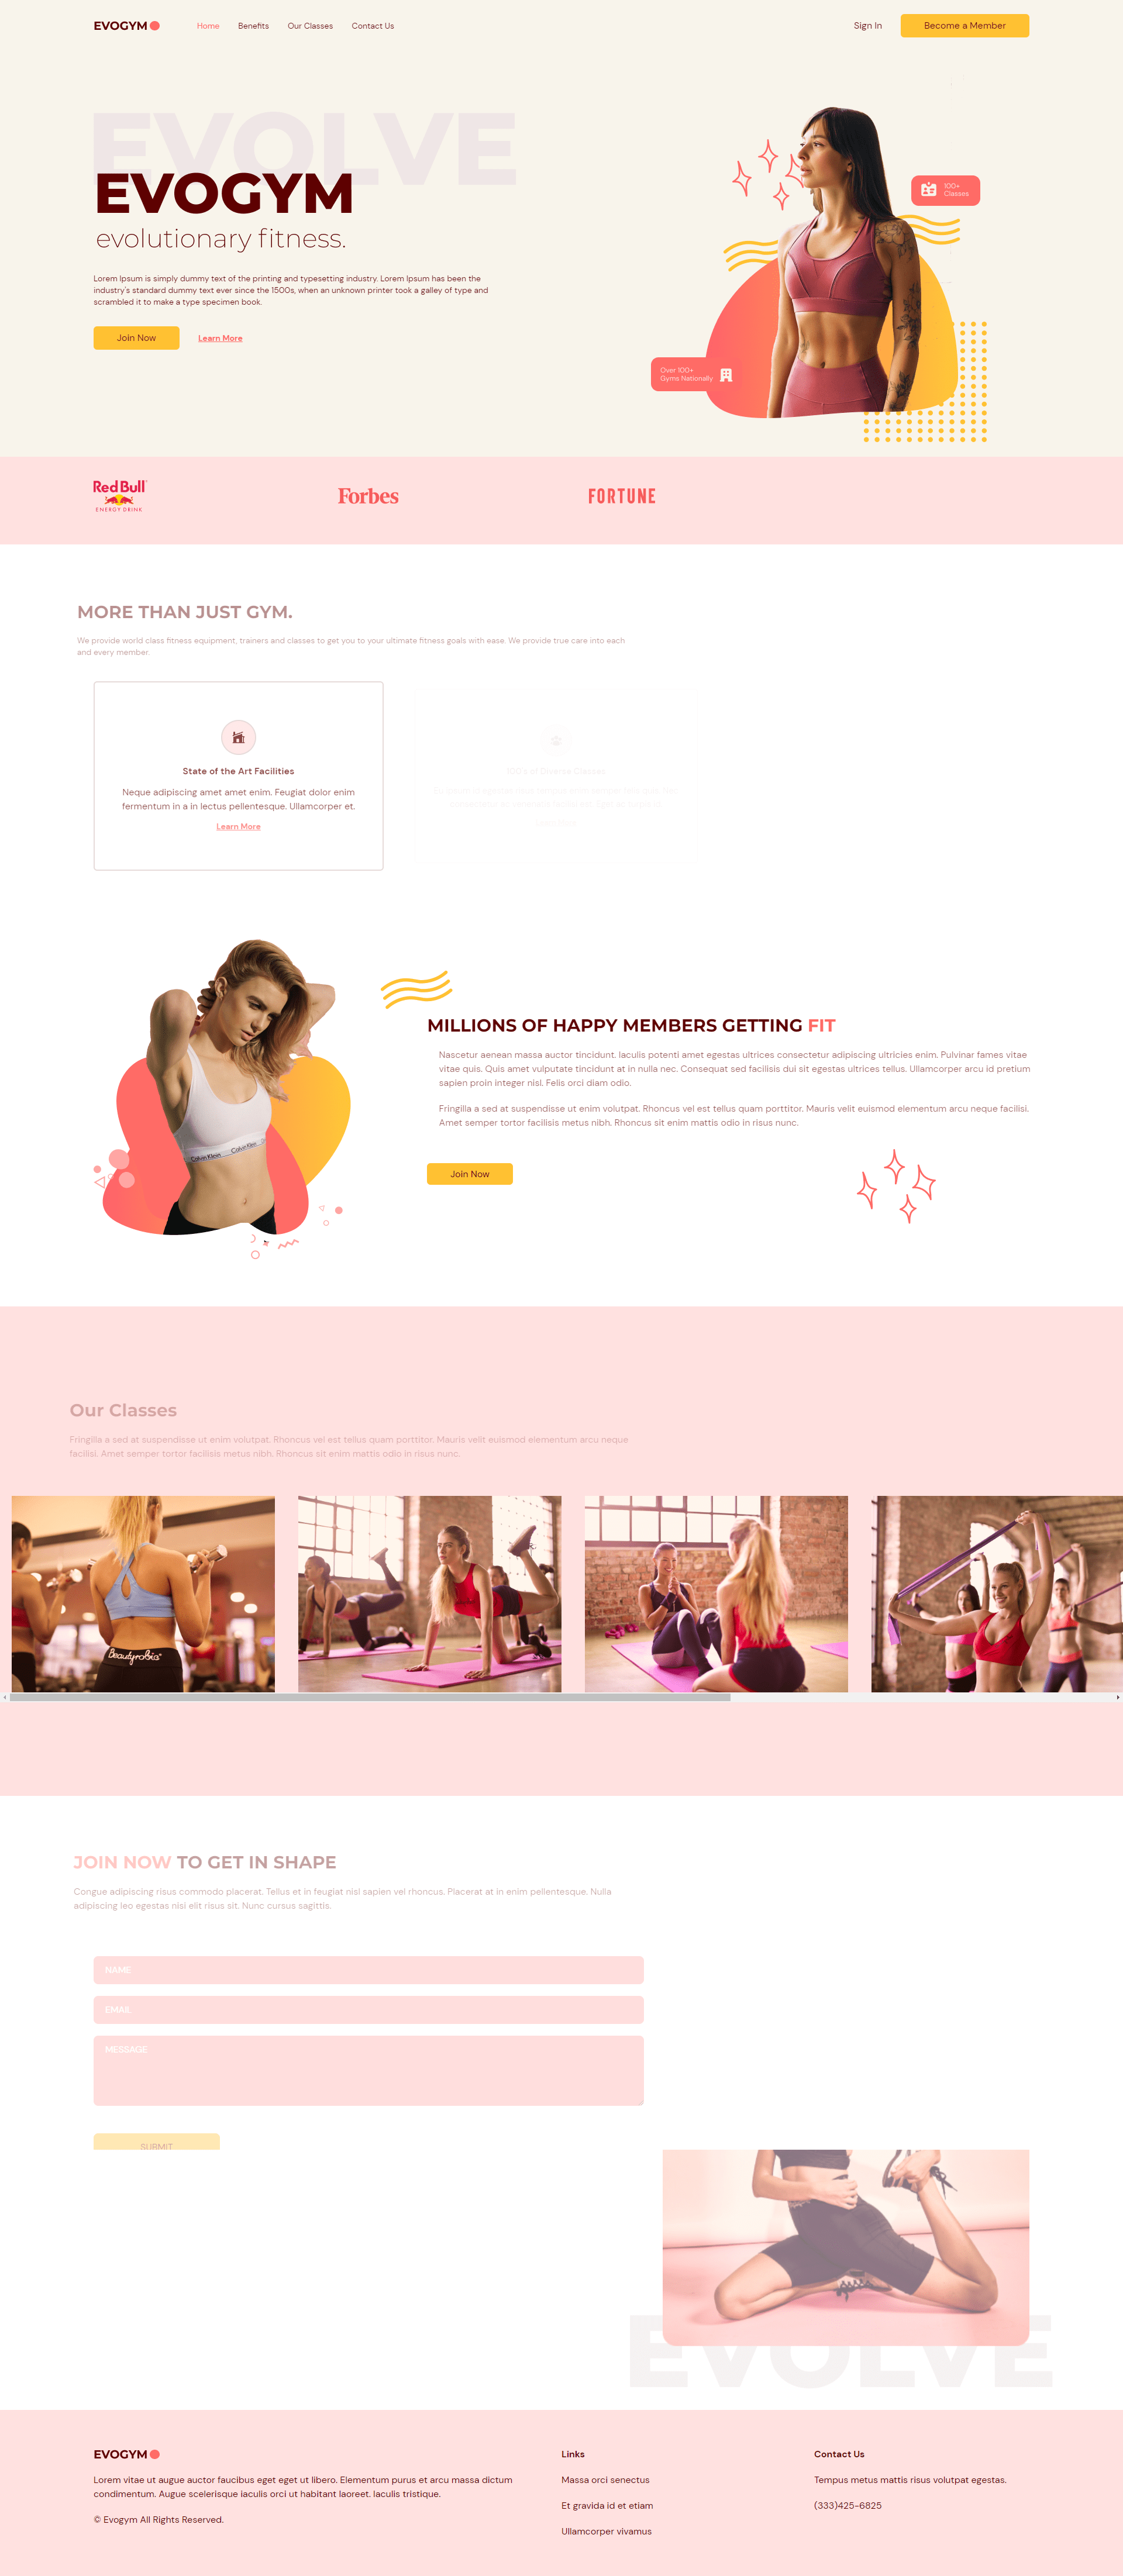 EVOGYM
Home
Benefits
Our Classes
Contact Us
Sign In
Become a Member
EVOLVE
EVOGYM
evolutionary fitness.
Lorem Ipsum is simply dummy text of the printing and typesetting industry. Lorem Ipsum has been the
industry's standard dummy text ever since the 1500s, when an unknown printer took a galley of type and
scrambled it to make a type specimen book.
Join Now
Learn More
100+
Classes
Over 100+
Gyms Nationally
Red Bull
ENERGY DRINK
Forbes
FORTUNE
MORE THAN JUST GYM.
We provide world class fitness equipment, trainers and classes to get you to your ultimate fitness goals with ease. We provide true care into each
and every member.
State of the Art Facilities
Neque adipiscing amet amet enim. Feugiat dolor enim
fermentum in a in lectus pellentesque. Ullamcorper et.
Learn More
100's of Diverse Classes
Learn More
Calvin Klein
Calvin Klein
MILLIONS OF HAPPY MEMBERS GETTING FIT
Nascetur aenean massa auctor tincidunt. Iaculis potenti amet egestas ultrices consectetur adipiscing ultricies enim. Pulvinar fames vitae
vitae quis. Quis amet vulputate tincidunt at in nulla nec. Consequat sed facilisis dui sit egestas ultrices tellus. Ullamcorper arcu id pretium
sapien proin integer nisl. Felis orci diam odio.
Fringilla a sed at suspendisse ut enim volutpat. Rhoncus vel est tellus quam porttitor. Mauris velit euismod elementum arcu neque facilisi.
Amet semper tortor facilisis metus nibh. Rhoncus sit enim mattis odio in risus nunc.
Join Now
Our Classes
Fringilla a sed at suspendisse ut enim volutpat. Rhoncus vel est tellus quam porttitor. Mauris velit euismod elementum arcu neque
facilisi. Amet semper tortor facilisis metus nibh. Rhoncus sit enim mattis odio in risus nunc.
JOIN NOW TO GET IN SHAPE
Congue adipiscing risus commodo placerat. Tellus et in feugiat nisl sapien vel rhoncus. Placerat at in enim pellentesque. Nulla
adipiscing leo egestas nisi elit risus sit. Nunc cursus sagittis.
NAME
EMAIL
MESSAGE
SUBMIT
EVOLVE
EVOGYM
Lorem vitae ut augue auctor faucibus eget eget ut libero. Elementum purus et arcu massa dictum
condimentum. Augue scelerisque iaculis orci ut habitant laoreet. Iaculis tristique.
© Evogym All Rights Reserved.
Links
Massa orci senectus
Et gravida id et etiam
Ullamcorper vivamus
Contact Us
Tempus metus mattis risus volutpat egestas.
(333)425-6825